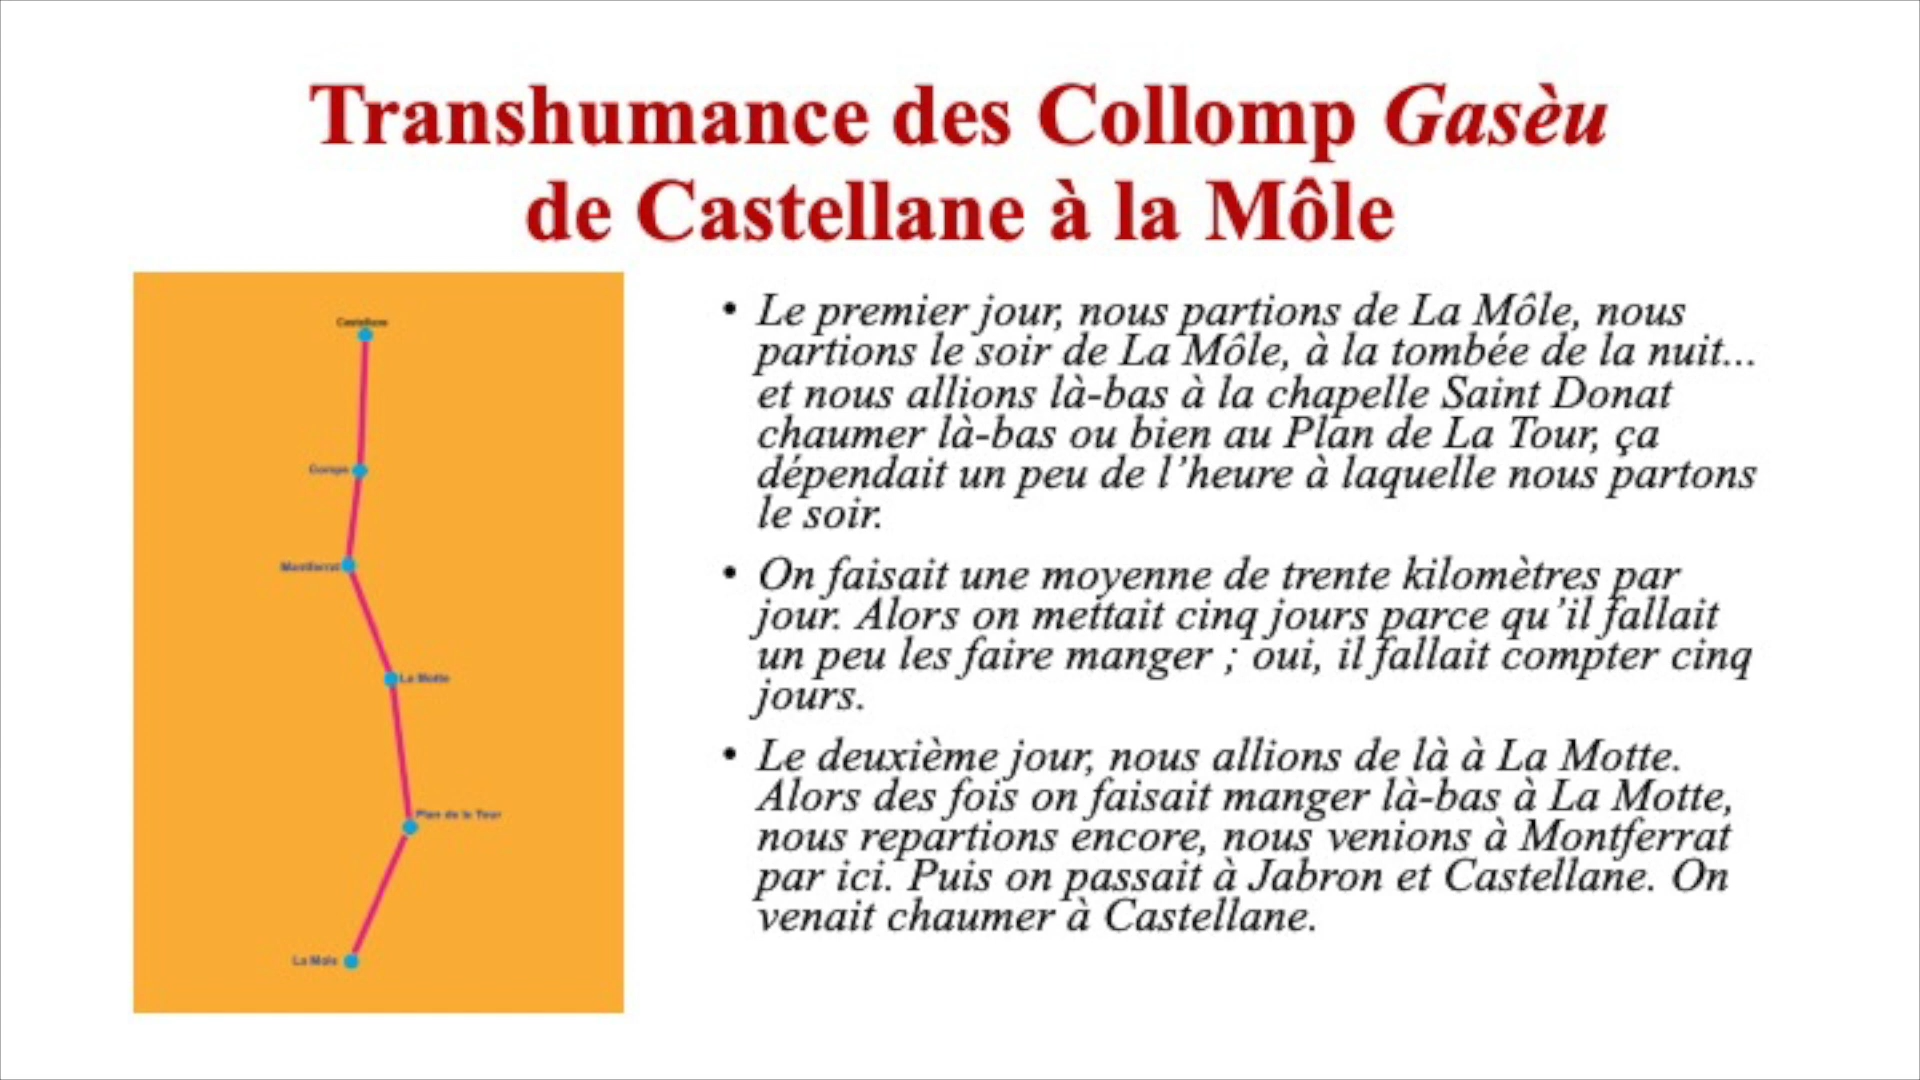 Transhumance des Collomp Gasèu
de Castellane à la Môle
Castellane
Comps
Montferrat
La Motte
Plan de la Tour
La Mole
• Le premier jour, nous partions de La Môle, nous
partions le soir de La Môle, à la tombée de la nuit...
et nous allions là-bas à la chapelle Saint Donat
chaumer là-bas ou bien au Plan de La Tour, ça
dépendait un peu de l’heure à laquelle nous partons
le soir.
• On faisait une moyenne de trente kilomètres par
jour. Alors on mettait cinq jours parce qu’il fallait
un peu les faire manger ; oui, il fallait compter cinq
jours.
• Le deuxième jour, nous allions de là à La Motte.
Alors des fois on faisait manger là-bas à La Motte,
nous repartions encore, nous venions à Montferrat
par ici. Puis on passait à Jabron et Castellane. On
venait chaumer à Castellane.